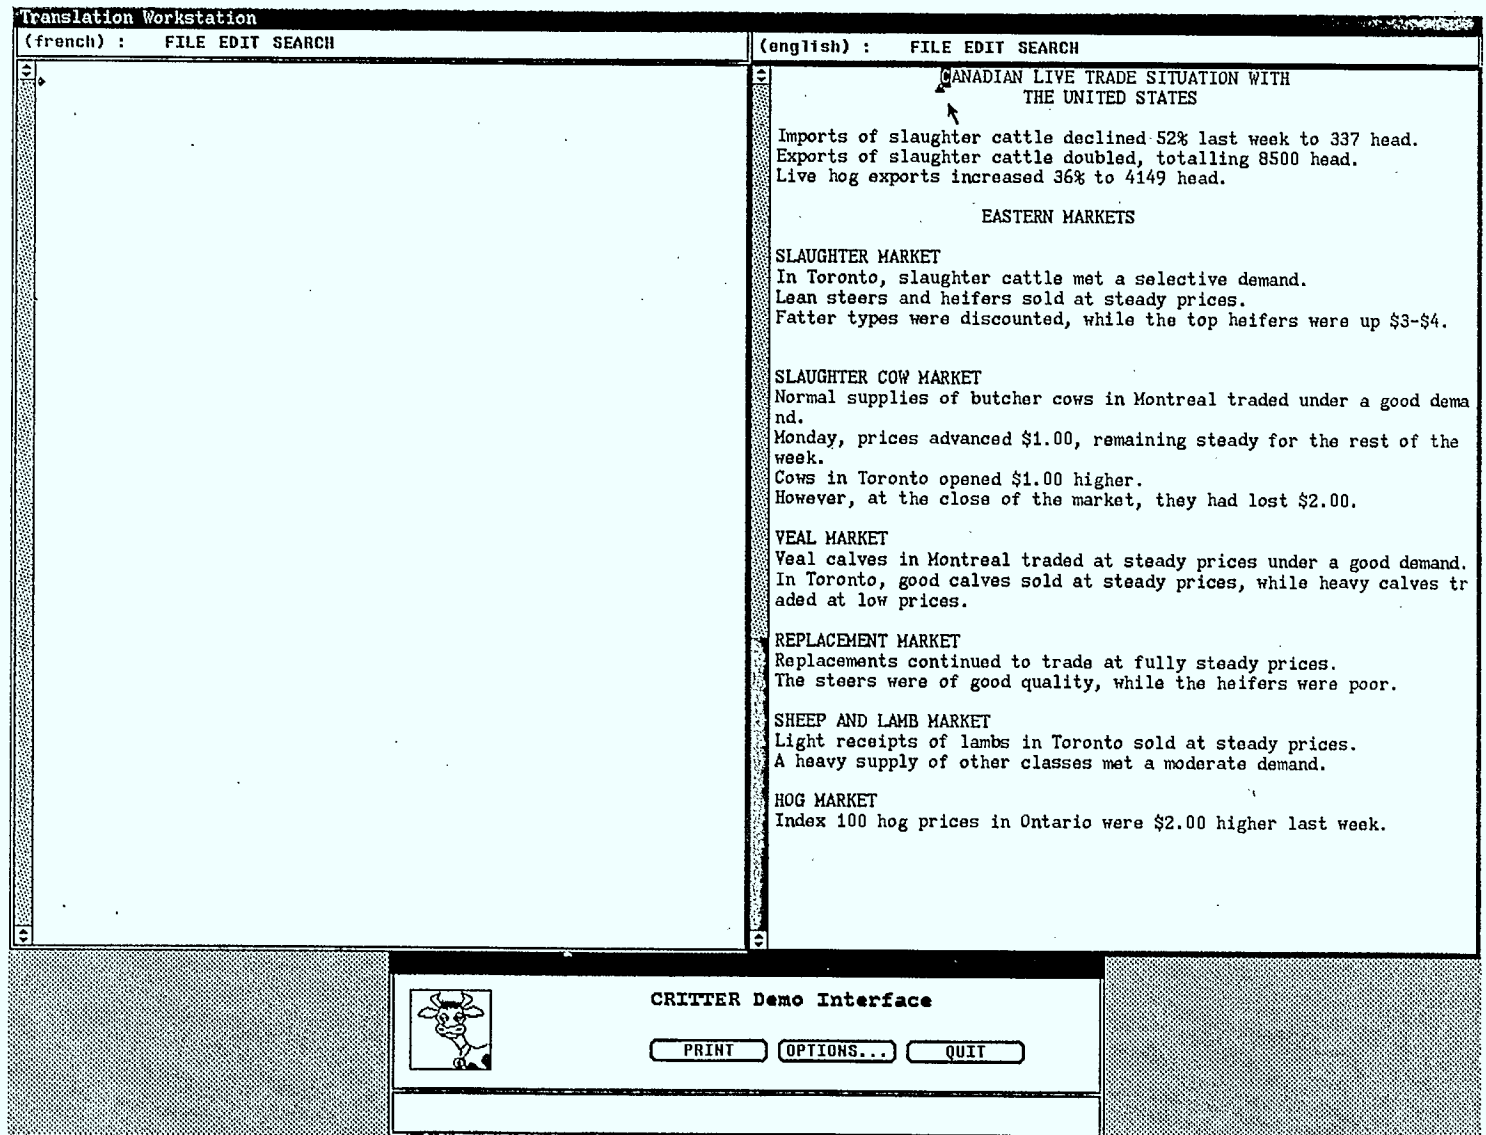 Translation Workstation
(french) : FILE EDIT SEARCH
(english) : FILE EDIT SEARCH
CANADIAN LIVE TRADE SITUATION WITH
THE UNITED STATES
Imports of slaughter cattle declined 52% last week to 337 head.
Exports of slaughter cattle doubled, totalling 8500 head.
Live hog exports increased 36% to 4149 head.
EASTERN MARKETS
SLAUGHTER MARKET
In Toronto, slaughter cattle met a selective demand.
Lean steers and heifers sold at steady prices.
Fatter types were discounted, while the top heifers were up $3-$4.
SLAUGHTER COW MARKET
Normal supplies of butcher cows in Montreal traded under a good dema
nd.
Monday, prices advanced $1.00, remaining steady for the rest of the
week.
Cows in Toronto opened $1.00 higher.
However, at the close of the market, they had lost $2.00.
VEAL MARKET
Veal calves in Montreal traded at steady prices under a good demand.
In Toronto, good calves sold at steady prices, while heavy calves tr
aded at low prices.
REPLACEMENT MARKET
Replacements continued to trade at fully steady prices.
The steers were of good quality, while the heifers were poor.
SHEEP AND LAMB MARKET
Light receipts of lambs in Toronto sold at steady prices.
A heavy supply of other classes met a moderate demand.
HOG MARKET
Index 100 hog prices in Ontario were $2.00 higher last week.
CRITTER Demo Interface
PRINT OPTIONS... QUIT